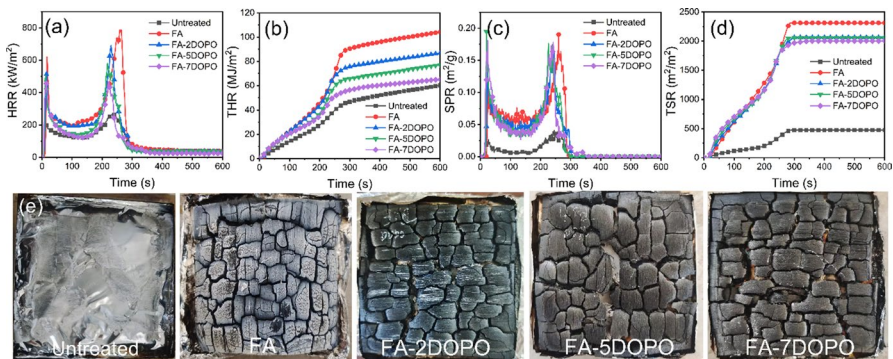 (a)
HRR (kW/m²)
900
800
600
400
200
0
Untreated
FA
FA-2DOPO
FA-5DOPO
FA-7DOPO
0 100 200 300 400 500 600
Time (s)
(b)
THR (MJ/m²)
120
100
80
60
40
20
0
Untreated
FA
FA-2DOPO
FA-5DOPO
FA-7DOPO
0 100 200 300 400 500 600
Time (s)
(c)
SPR (m²/g)
0.25
0.20
0.15
0.10
0.05
0.00
Untreated
FA
FA-2DOPO
FA-5DOPO
FA-7DOPO
0 100 200 300 400 500 600
Time (s)
(d)
TSR (m²/m²)
2500
2000
1500
1000
500
0
Untreated
FA
FA-2DOPO
FA-5DOPO
FA-7DOPO
0 100 200 300 400 500 600
Time (s)
(e)
Untreated
FA
FA-2DOPO
FA-5DOPO
FA-7DOPO